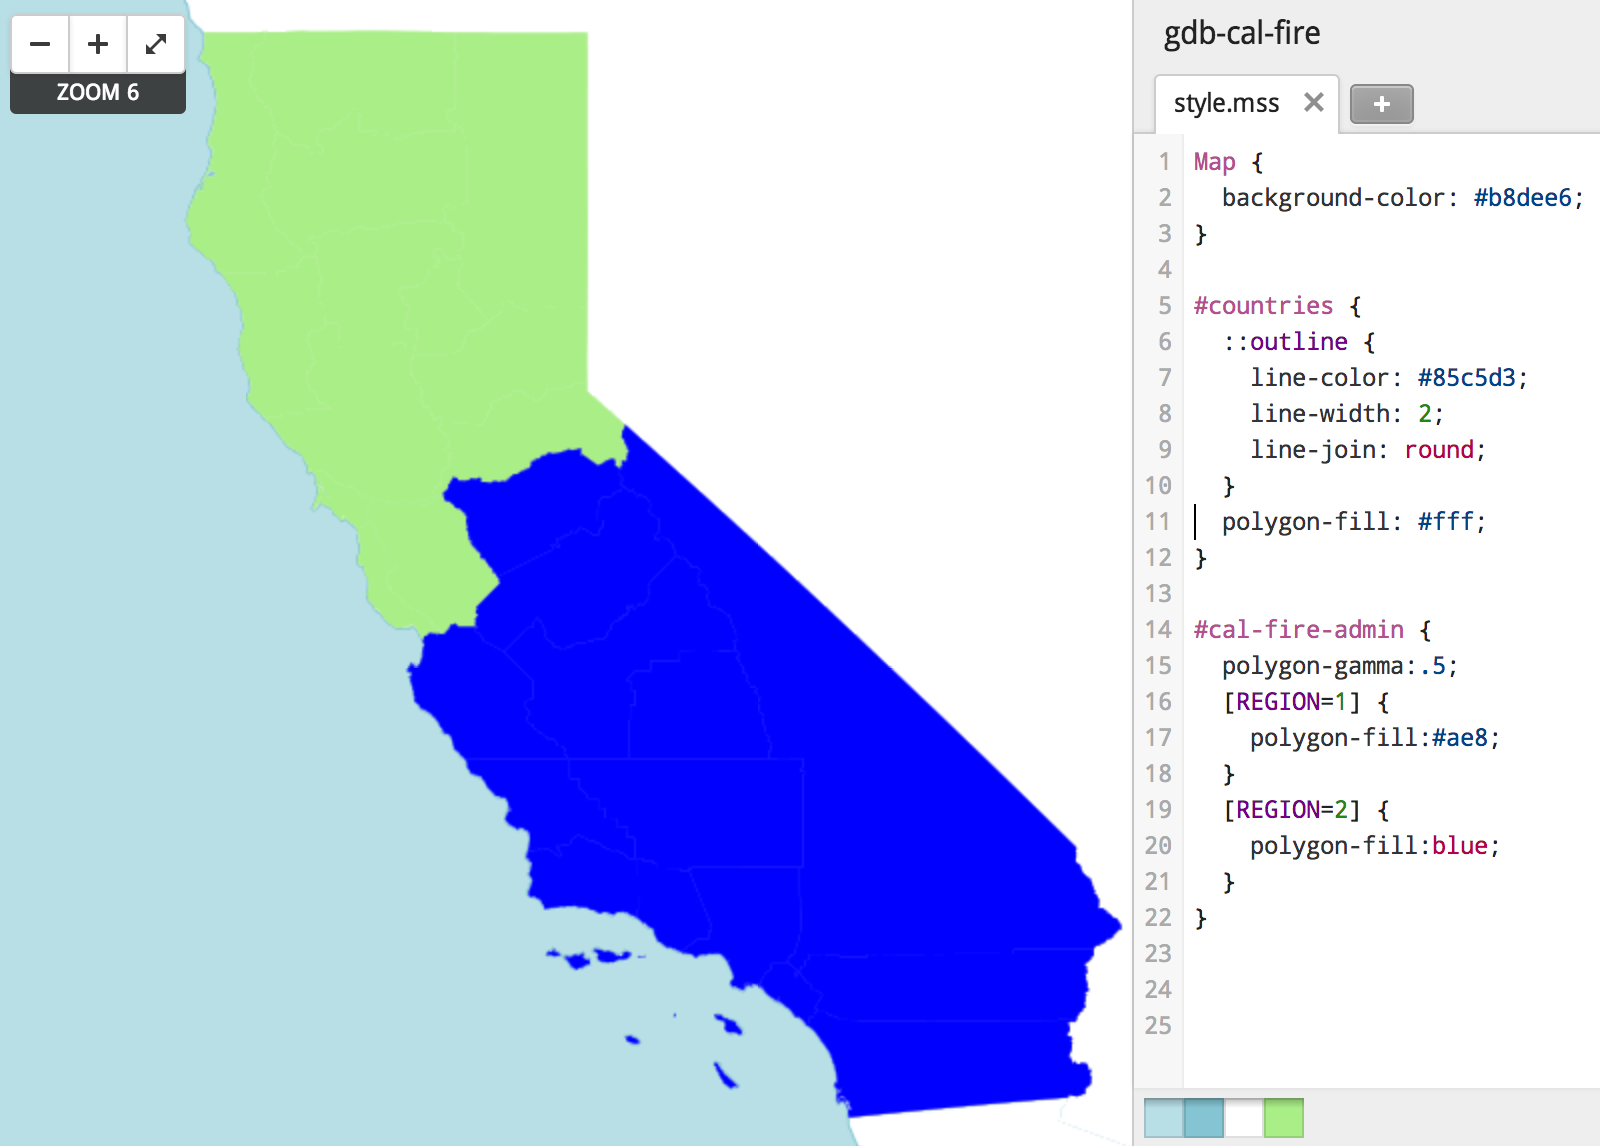 ZOOM 6
gdb-cal-fire
style.mss
1 Map {
2 background-color: #b8dee6;
3 }
4
5 #countries {
6 ::outline {
7 line-color: #85c5d3;
8 line-width: 2;
9 line-join: round;
10 }
11 polygon-fill: #fff;
12 }
13
14 #cal-fire-admin {
15 polygon-gamma:.5;
16 [REGION=1] {
17 polygon-fill:#ae8;
18 }
19 [REGION=2] {
20 polygon-fill:blue;
21 }
22 }
23
24
25